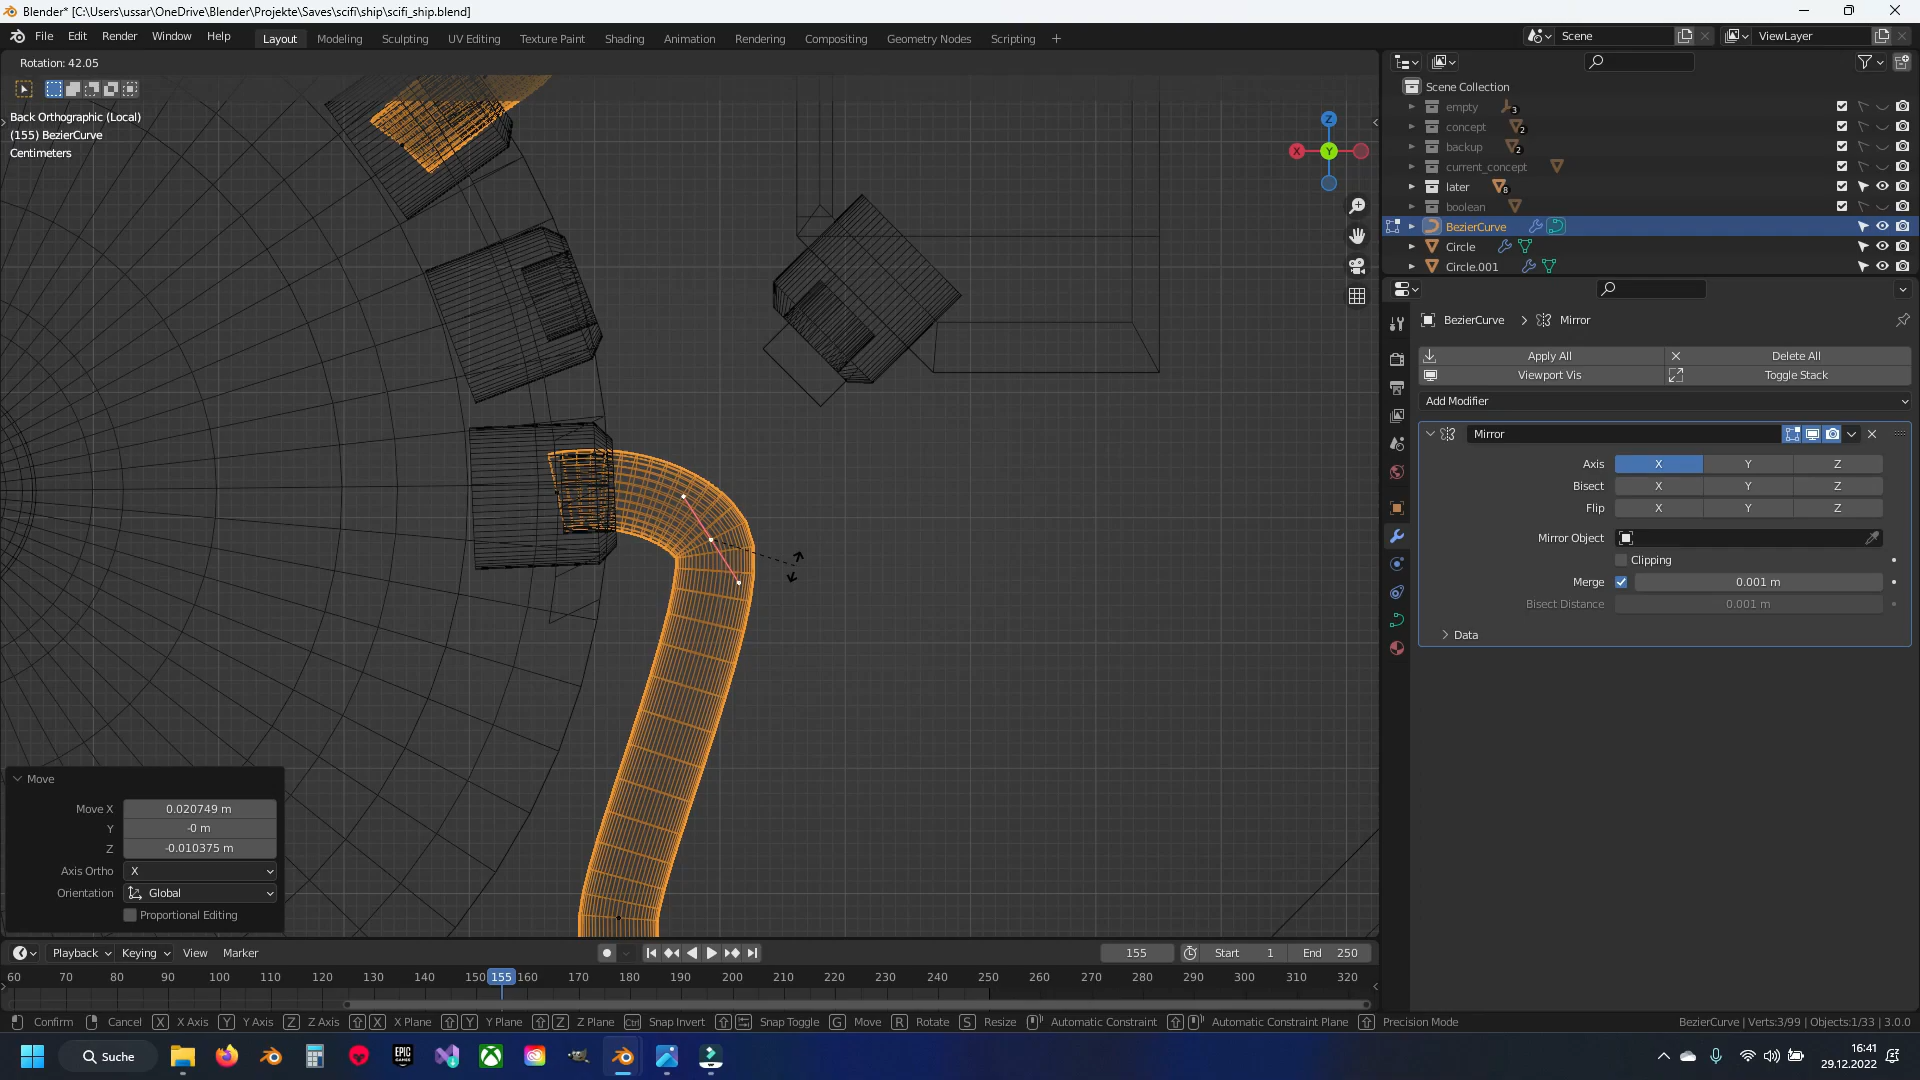 Blender* [C:\Users\ussar\OneDrive\Blender\Projekte\Saves\scifi\ship\scifi_ship.blend]
File Edit Render Window Help
Layout Modeling Sculpting UV Editing Texture Paint Shading Animation Rendering Compositing Geometry Nodes Scripting +
Scene
ViewLayer
Rotation: 42.05
Back Orthographic (Local)
(155) BezierCurve
Centimeters
Z
X Y
Scene Collection
empty 3
concept 2
backup 2
current_concept
later 8
boolean
BezierCurve
Circle
Circle.001
BezierCurve > Mirror
Apply All Delete All
Viewport Vis Toggle Stack
Add Modifier
Mirror
Axis X Y Z
Bisect X Y Z
Flip X Y Z
Mirror Object
Clipping
Merge 0.001 m
Bisect Distance 0.001 m
Data
Move
Move X 0.020749 m
Y -0 m
Z -0.010375 m
Axis Ortho X
Orientation Global
Proportional Editing
Playback Keying View Marker
155 Start 1 End 250
60 70 80 90 100 110 120 130 140 150 155 160 170 180 190 200 210 220 230 240 250 260 270 280 290 300 310 320
Confirm Cancel X X Axis Y Y Axis Z Z Axis X X Plane Y Y Plane Z Z Plane Ctrl Snap Invert Snap Toggle G Move R Rotate S Resize Automatic Constraint Automatic Constraint Plane Precision Mode
BezierCurve | Verts:3/99 | Objects:1/33 | 3.0.0
Suche
EPIC GAMES
16:41
29.12.2022